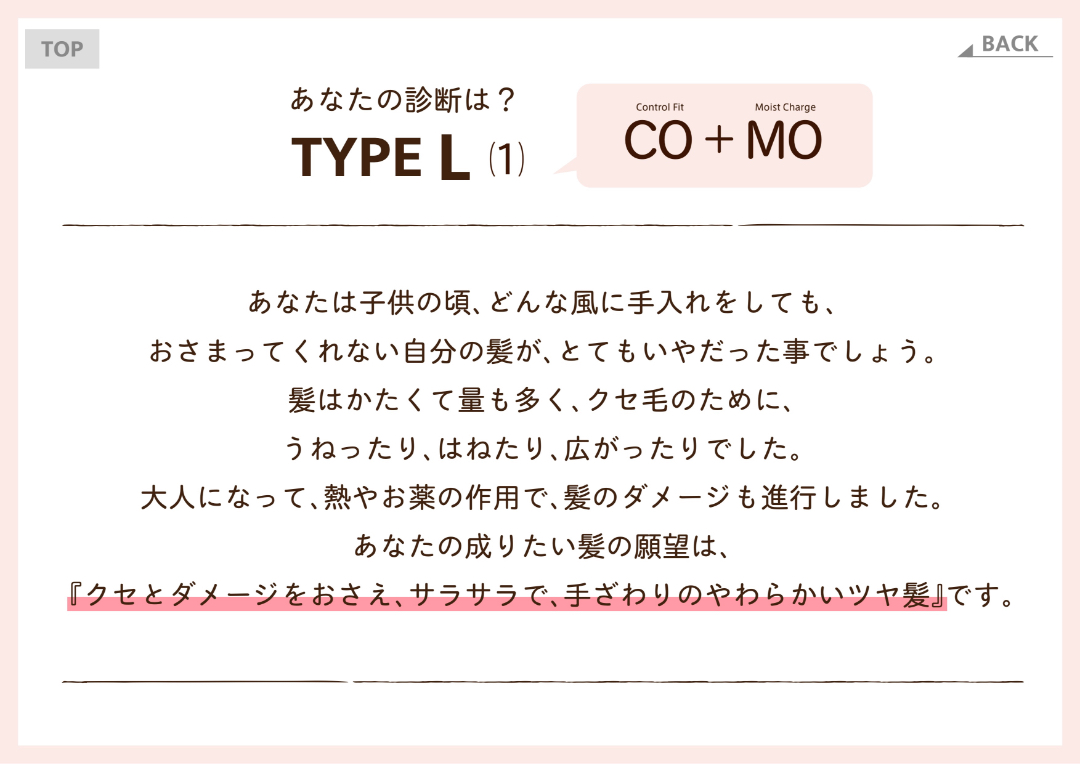 TOP
BACK
あなたの診断は？
TYPE L (1)
Control Fit
Moist Charge
CO+MO
あなたは子供の頃、どんな風に手入れをしても、
おさまってくれない自分の髪が、とてもいやだった事でしょう。
髪はかたくて量も多く、クセ毛のために、
うねったり、はねたり、広がったりでした。
大人になって、熱やお薬の作用で、髪のダメージも進行しました。
あなたの成りたい髪の願望は、
『クセとダメージをおさえ、サラサラで、手ざわりのやわらかいツヤ髪』です。